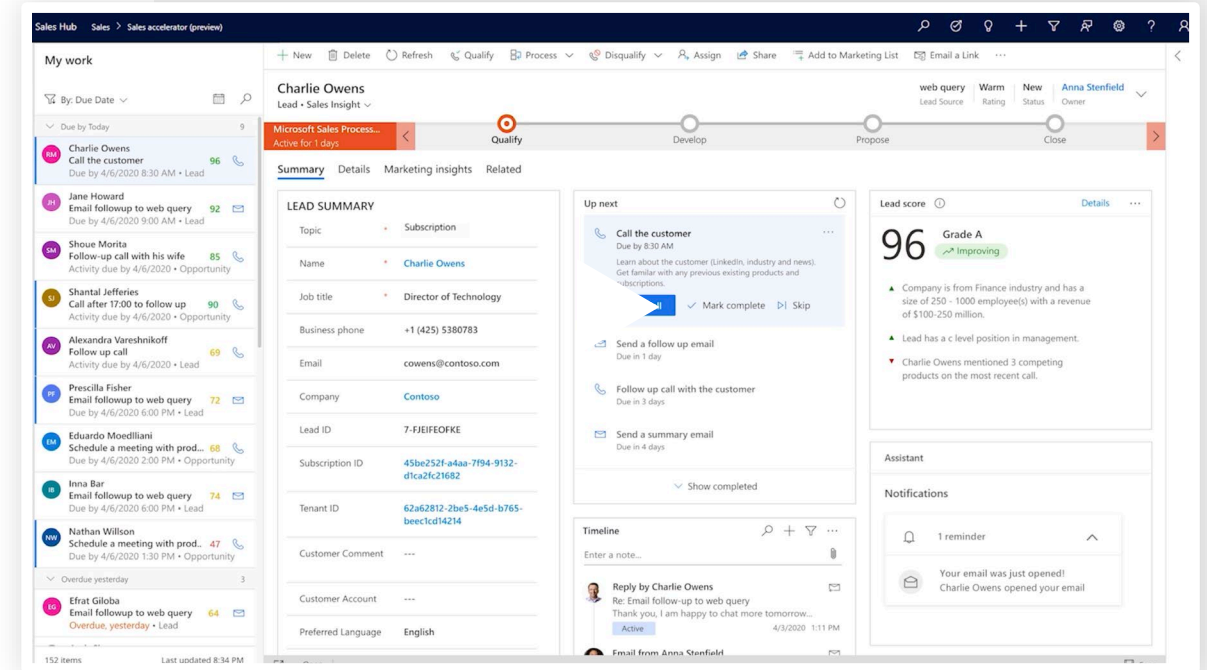 Sales Hub Sales > Sales accelerator (preview)
My work
By: Due Date
Due by Today 9
RM Charlie Owens
Call the customer 96
Due by 4/6/2020 8:30 AM • Lead
JH Jane Howard
Email followup to web query 92
Due by 4/6/2020 9:00 AM • Lead
SM Shoue Morita
Follow-up call with his wife 85
Activity due by 4/6/2020 • Opportunity
SJ Shantal Jefferies
Call after 17:00 to follow up 90
Activity due by 4/6/2020 • Opportunity
AV Alexandra Vareshnikoff
Follow up call 69
Activity due by 4/6/2020 • Lead
PF Prescilla Fisher
Email followup to web query 72
Due by 4/6/2020 6:00 PM • Lead
EM Eduardo Moedlliani
Schedule a meeting with prod... 68
Due by 4/6/2020 2:00 PM • Opportunity
IB Inna Bar
Email followup to web query 74
Due by 4/6/2020 6:00 PM • Lead
NW Nathan Willson
Schedule a meeting with prod.. 47
Due by 4/6/2020 1:30 PM • Opportunity
Overdue yesterday 3
EG Efrat Giloba
Email followup to web query 64
Overdue, yesterday • Lead
152 items Last updated 8:34 PM
New Delete Refresh Qualify Process Disqualify Assign Share Add to Marketing List Email a Link ...
Charlie Owens
Lead • Sales Insight
web query Warm New Anna Stenfield
Lead Source Rating Status Owner
Microsoft Sales Process...
Active for 1 days
Qualify Develop Propose Close
Summary Details Marketing insights Related
LEAD SUMMARY
Topic * Subscription
Name * Charlie Owens
Job title * Director of Technology
Business phone +1 (425) 5380783
Email cowens@contoso.com
Company Contoso
Lead ID 7-FJEIFEOFKE
Subscription ID 45be252f-a4aa-7f94-9132-
d1ca2fc21682
Tenant ID 62a62812-2be5-4e5d-b765-
beec1cd14214
Customer Comment ---
Customer Account ---
Preferred Language English
Up next
Call the customer ...
Due by 8:30 AM
Learn about the customer (LinkedIn, industry and news).
Get familar with any previous existing products and
subscriptions.
Mark complete Skip
Send a follow up email
Due in 1 day
Follow up call with the customer
Due in 3 days
Send a summary email
Due in 4 days
Show completed
Timeline
Enter a note...
Reply by Charlie Owens
Re: Email follow-up to web query
Thank you, I am happy to chat more tomorrow...
Active 4/3/2020 1:11 PM
Email from Anna Stenfield
Lead score Details ...
96 Grade A
Improving
Company is from Finance industry and has a
size of 250 - 1000 employee(s) with a revenue
of $100-250 million.
Lead has a c level position in management.
Charlie Owens mentioned 3 competing
products on the most recent call.
Assistant
Notifications
1 reminder
Your email was just opened!
Charlie Owens opened your email